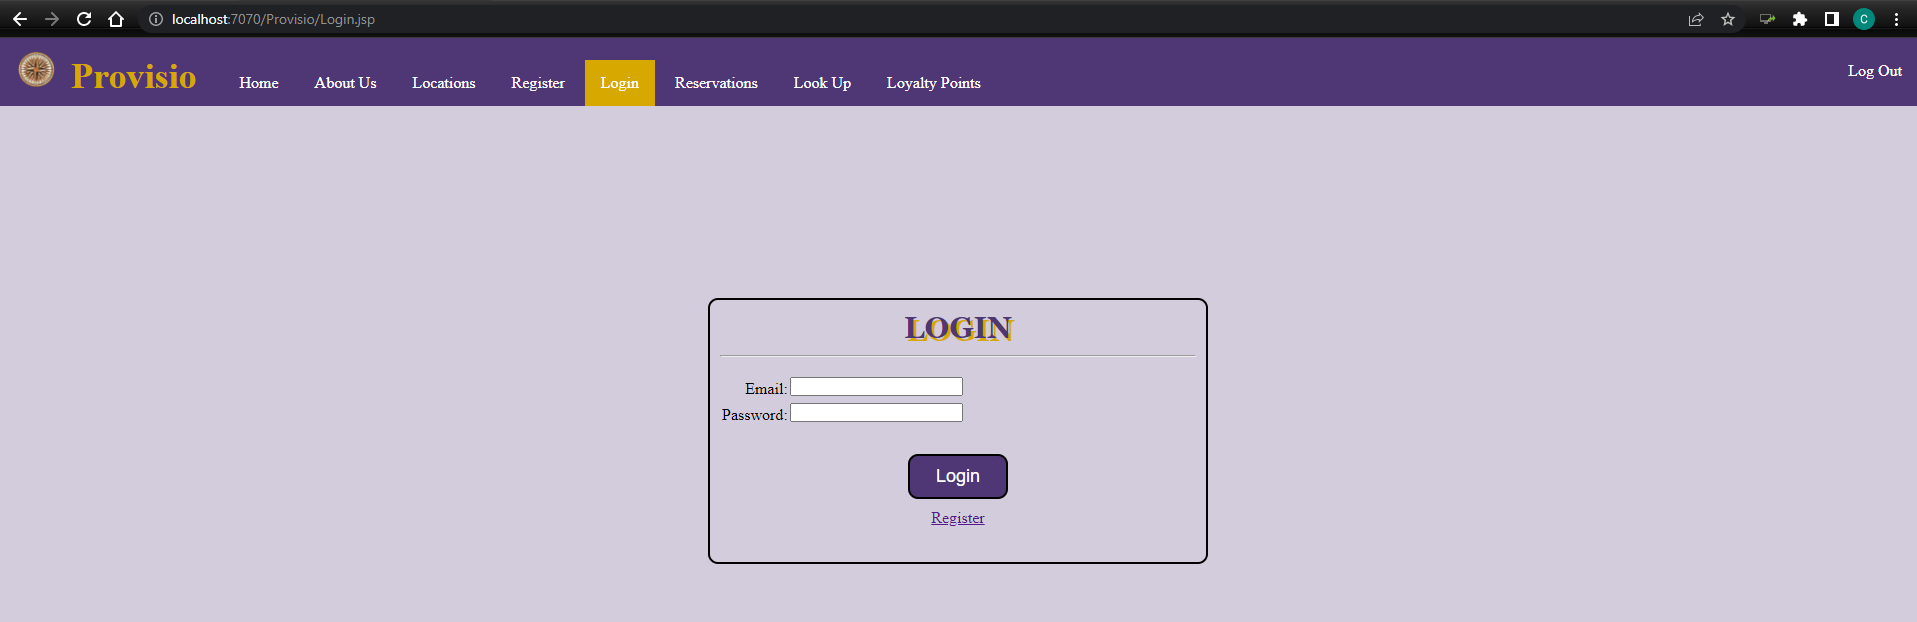 localhost:7070/Provisio/Login.jsp
C
Provisio Home About Us Locations Register Login Reservations Look Up Loyalty Points Log Out
LOGIN
Email:
Password:
Login
Register